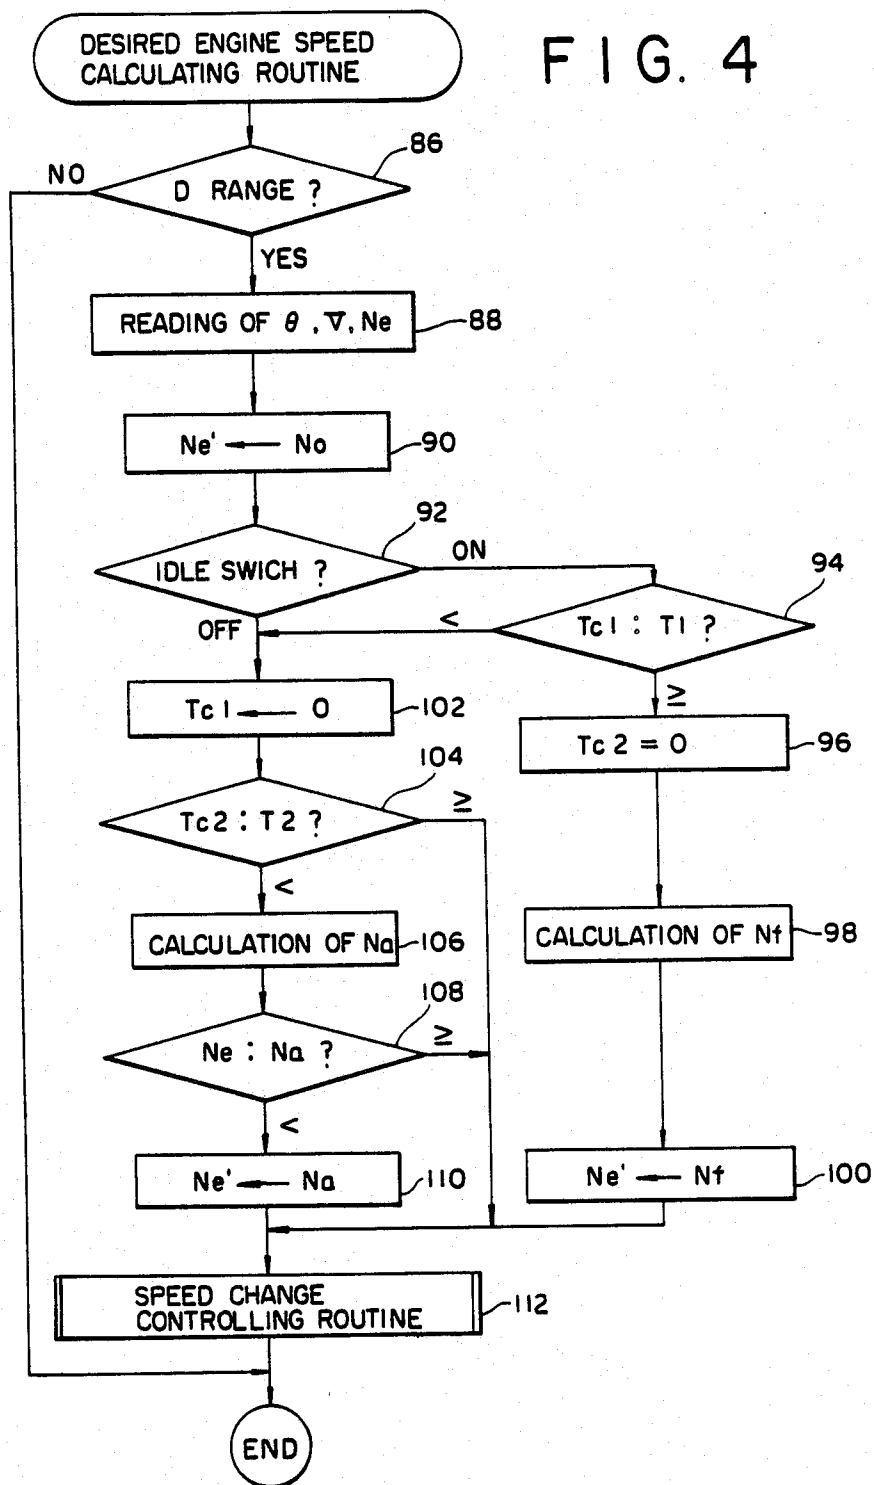 FIG. 4
DESIRED ENGINE SPEED
CALCULATING ROUTINE
86
NO
D RANGE ?
YES
READING OF θ , V̅, Ne
88
Ne' ← No
90
92
IDLE SWICH ?
ON
OFF
94
Tc1 : T1 ?
<
≥
Tc1 ← 0
102
Tc2 = 0
96
104
Tc2 : T2 ?
≥
<
CALCULATION OF Na
106
CALCULATION OF Nf
98
108
Ne : Na ?
≥
<
Ne' ← Na
110
Ne' ← Nf
100
SPEED CHANGE
CONTROLLING ROUTINE
112
END